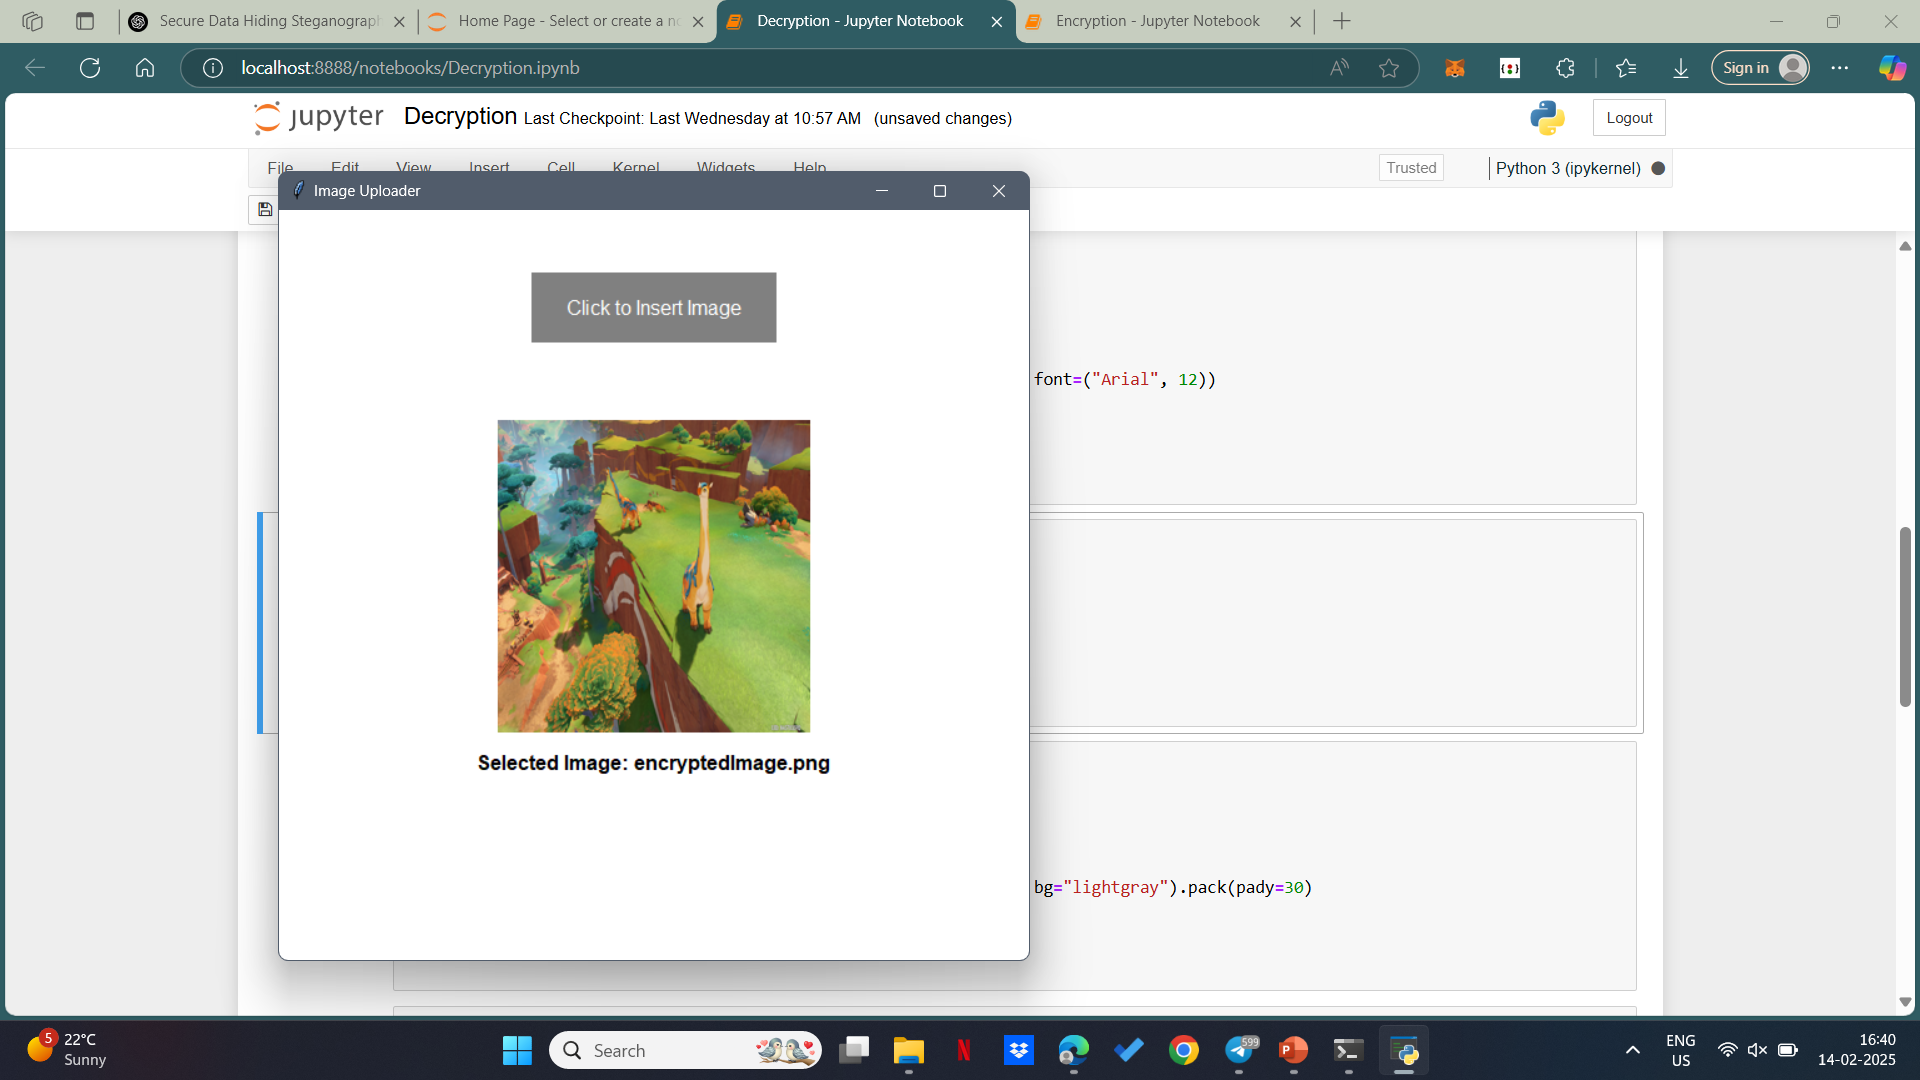 Secure Data Hiding Steganograph
Home Page - Select or create a n
Decryption - Jupyter Notebook
Encryption - Jupyter Notebook
localhost:8888/notebooks/Decryption.ipynb
Sign in
jupyter Decryption Last Checkpoint: Last Wednesday at 10:57 AM (unsaved changes)
Logout
File Edit View Insert Cell Kernel Widgets Help
Trusted
Python 3 (ipykernel)
Image Uploader
Click to Insert Image
font=("Arial", 12))
Selected Image: encryptedImage.png
bg="lightgray").pack(pady=30)
5
22°C
Sunny
Search
599
ENG
US
16:40
14-02-2025